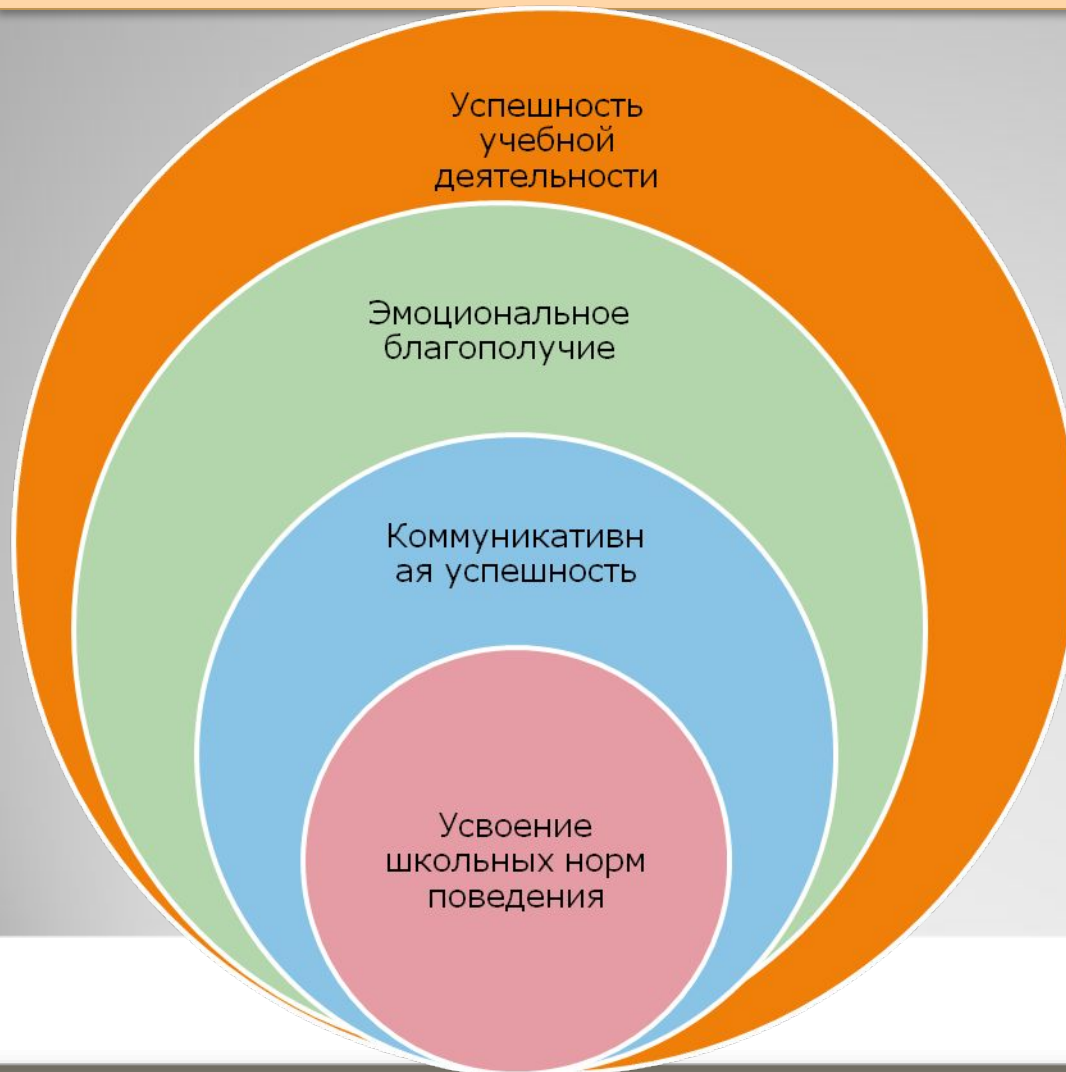 Успешность
учебной
деятельности
Эмоциональное
благополучие
Коммуникативн
ая успешность
Усвоение
школьных норм
поведения